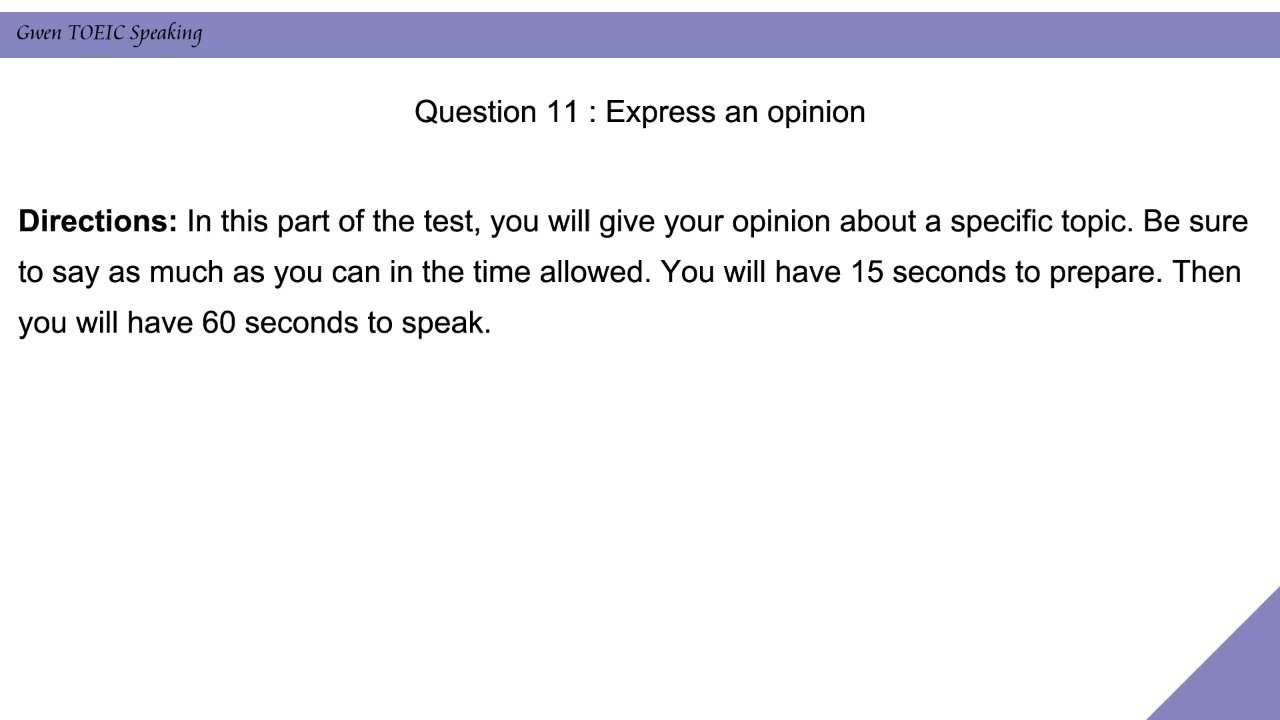 Gwen TOEIC Speaking
Question 11 : Express an opinion
Directions: In this part of the test, you will give your opinion about a specific topic. Be sure
to say as much as you can in the time allowed. You will have 15 seconds to prepare. Then
you will have 60 seconds to speak.